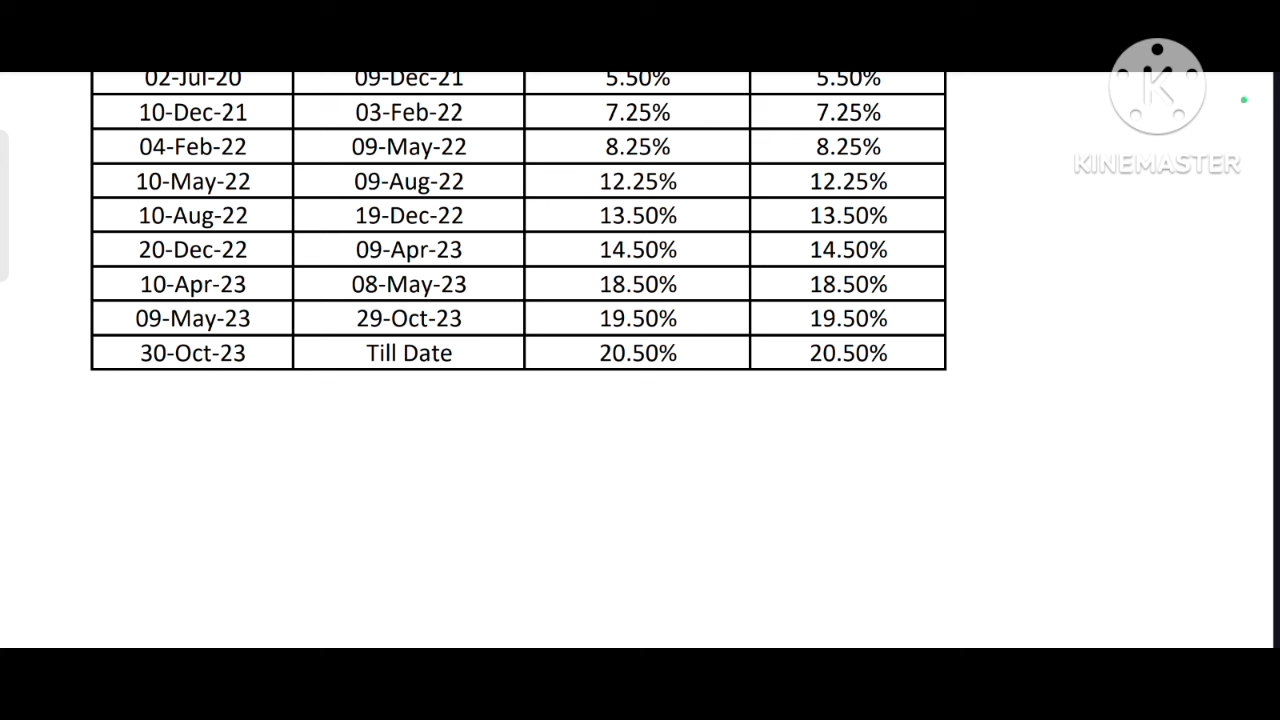 02-Jul-20 09-Dec-21 5.50% 5.50%
10-Dec-21 03-Feb-22 7.25% 7.25%
04-Feb-22 09-May-22 8.25% 8.25%
10-May-22 09-Aug-22 12.25% 12.25%
10-Aug-22 19-Dec-22 13.50% 13.50%
20-Dec-22 09-Apr-23 14.50% 14.50%
10-Apr-23 08-May-23 18.50% 18.50%
09-May-23 29-Oct-23 19.50% 19.50%
30-Oct-23 Till Date 20.50% 20.50%
K
KINEMASTER